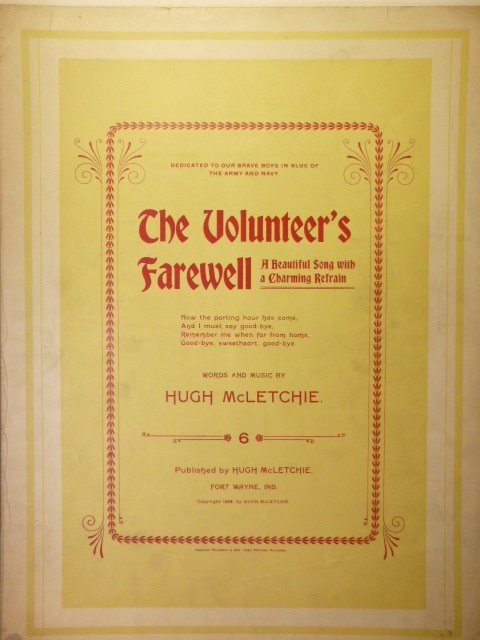 DEDICATED TO OUR BRAVE BOYS IN BLUE OF
THE ARMY AND NAVY
The Volunteer's
Farewell
A Beautiful Song with
a Charming Refrain
Now the parting hour has come,
And I must say good-bye,
Remember me when far from home,
Good-bye, sweetheart, good-bye
WORDS AND MUSIC BY
HUGH McLETCHIE.
6
Published by HUGH McLETCHIE.
FORT WAYNE, IND.
Copyright 1898 by HUGH McLETCHIE.